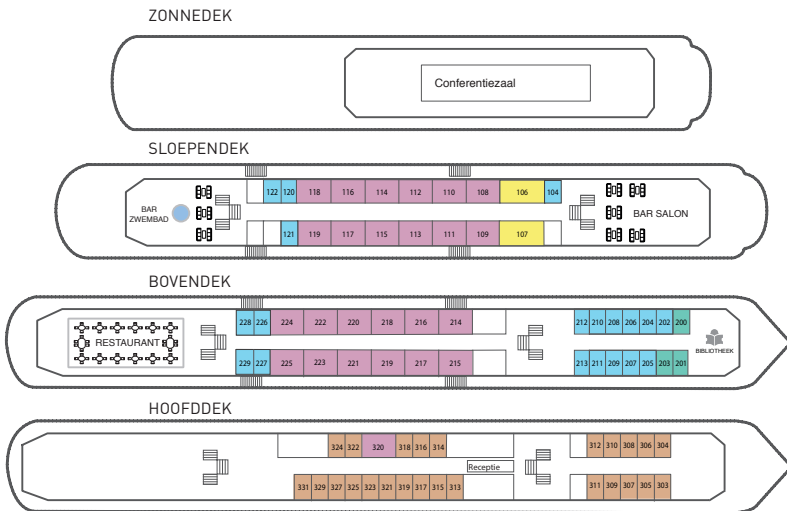 ZONNEDEK
Conferentiezaal
SLOEPENDEK
122 120 118 116 114 112 110 108 106 104
BAR
ZWEMBAD
BAR SALON
121 119 117 115 113 111 109 107
BOVENDEK
228 226 224 222 220 218 216 214 212 210 208 206 204 202 200
RESTAURANT
BIBLIOTHEEK
229 227 225 223 221 219 217 215 213 211 209 207 205 203 201
HOOFDDEK
324 322 320 318 316 314 312 310 308 306 304
Receptie
331 329 327 325 323 321 319 317 315 313 311 309 307 305 303